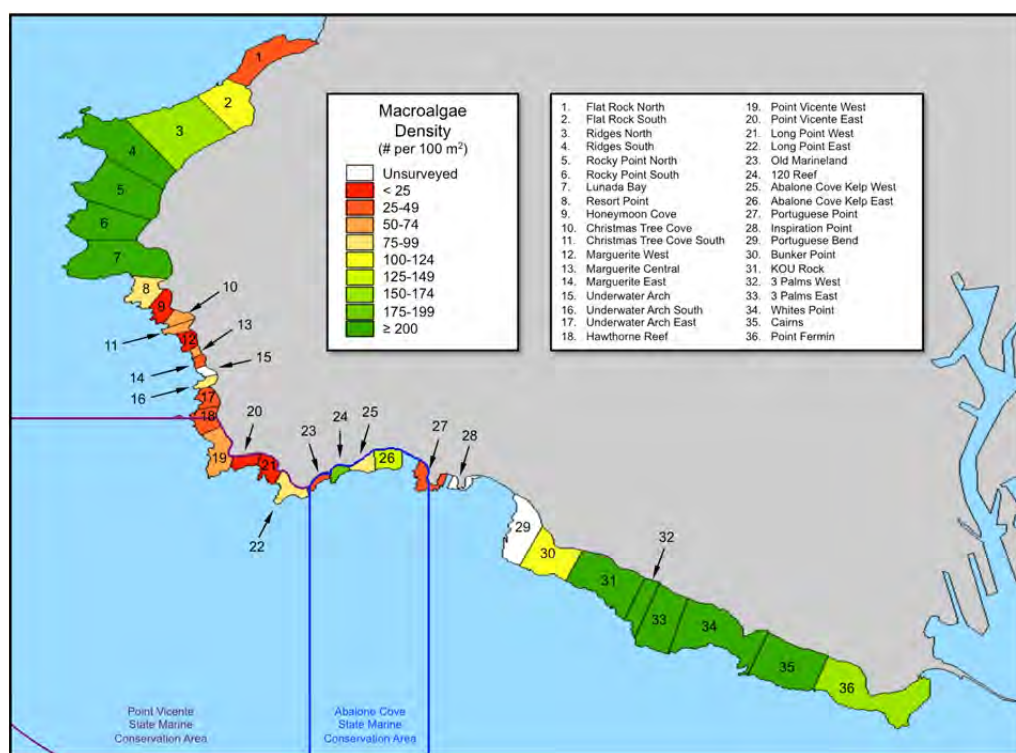 Macroalgae
Density
(# per 100 m²)
Unsurveyed
< 25
25-49
50-74
75-99
100-124
125-149
150-174
175-199
≥ 200
1. Flat Rock North
2. Flat Rock South
3. Ridges North
4. Ridges South
5. Rocky Point North
6. Rocky Point South
7. Lunada Bay
8. Resort Point
9. Honeymoon Cove
10. Christmas Tree Cove
11. Christmas Tree Cove South
12. Marguerite West
13. Marguerite Central
14. Marguerite East
15. Underwater Arch
16. Underwater Arch South
17. Underwater Arch East
18. Hawthorne Reef
19. Point Vicente West
20. Point Vicente East
21. Long Point West
22. Long Point East
23. Old Marineland
24. 120 Reef
25. Abalone Cove Kelp West
26. Abalone Cove Kelp East
27. Portuguese Point
28. Inspiration Point
29. Portuguese Bend
30. Bunker Point
31. KOU Rock
32. 3 Palms West
33. 3 Palms East
34. Whites Point
35. Cairns
36. Point Fermin
1
2
3
4
5
6
7
8
9
10
11
12
13
14
15
16
17
18
19
20
21
22
23
24
25
26
27
28
29
30
31
32
33
34
35
36
Point Vicente
State Marine
Conservation Area
Abalone Cove
State Marine
Conservation Area